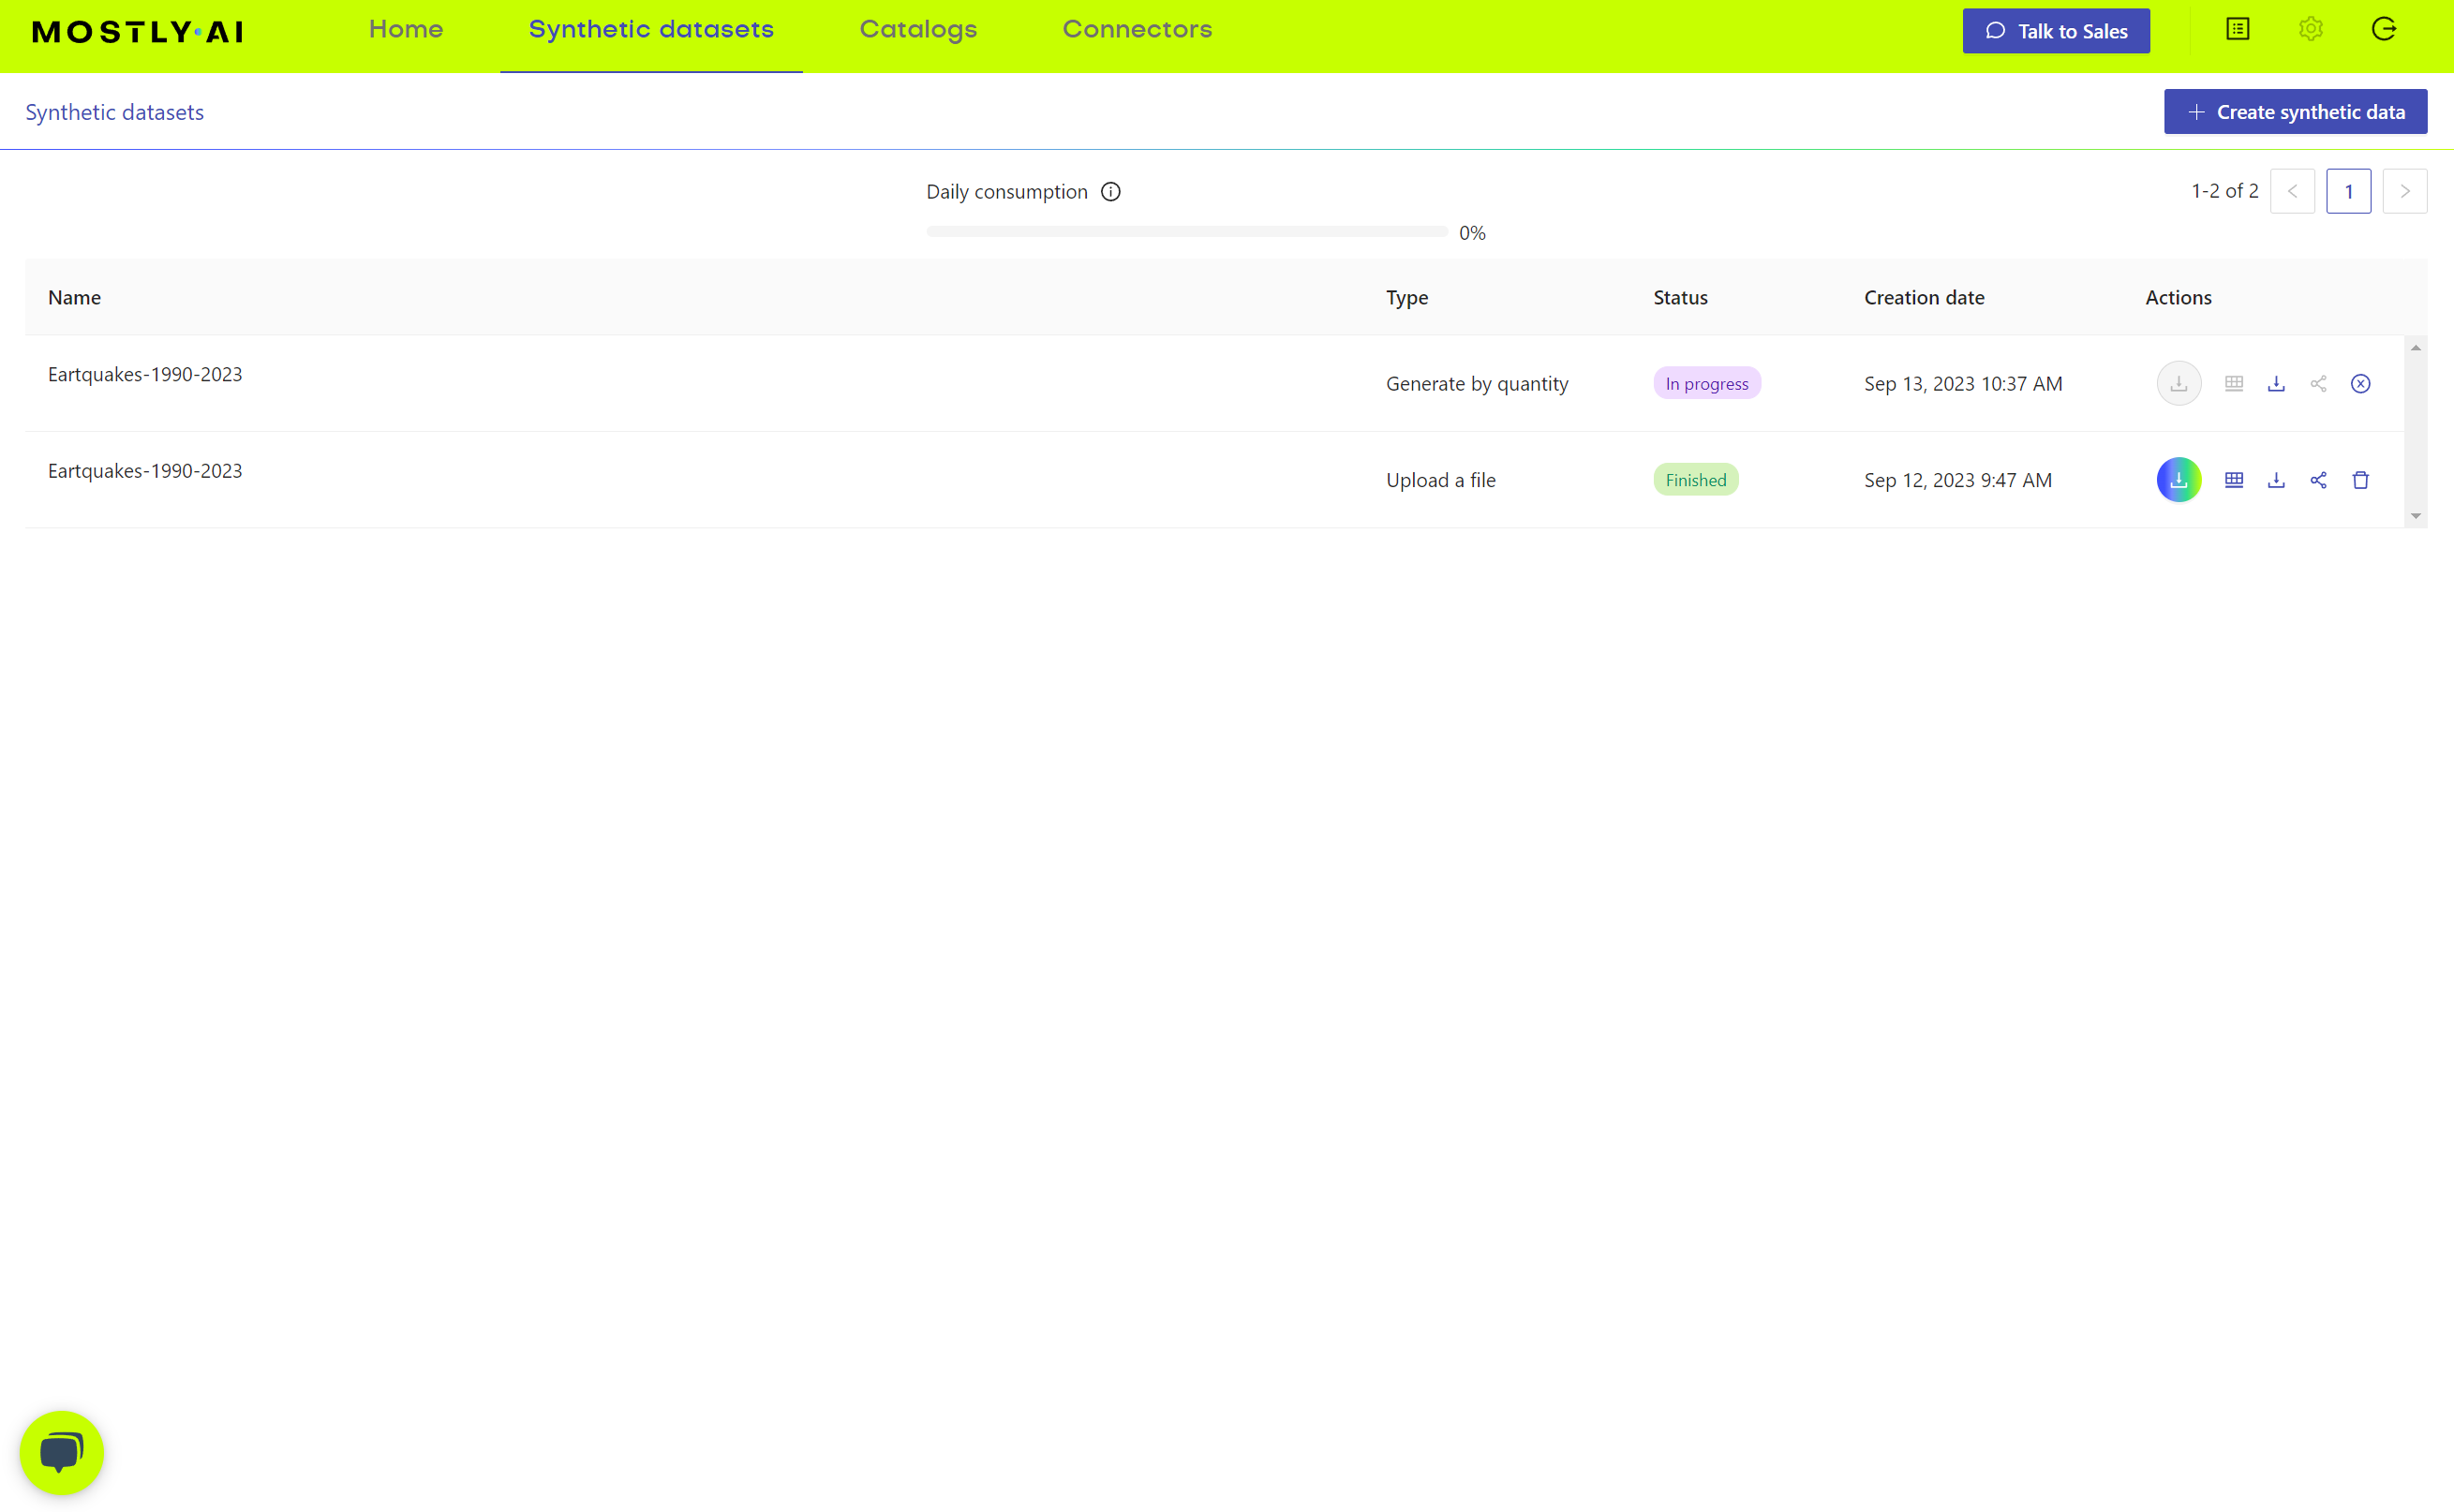 MOSTLY·AI Home Synthetic datasets Catalogs Connectors Talk to Sales
Synthetic datasets Create synthetic data
Daily consumption 1-2 of 2 < 1 >
0%
Name Type Status Creation date Actions
Eartquakes-1990-2023 Generate by quantity In progress Sep 13, 2023 10:37 AM
Eartquakes-1990-2023 Upload a file Finished Sep 12, 2023 9:47 AM